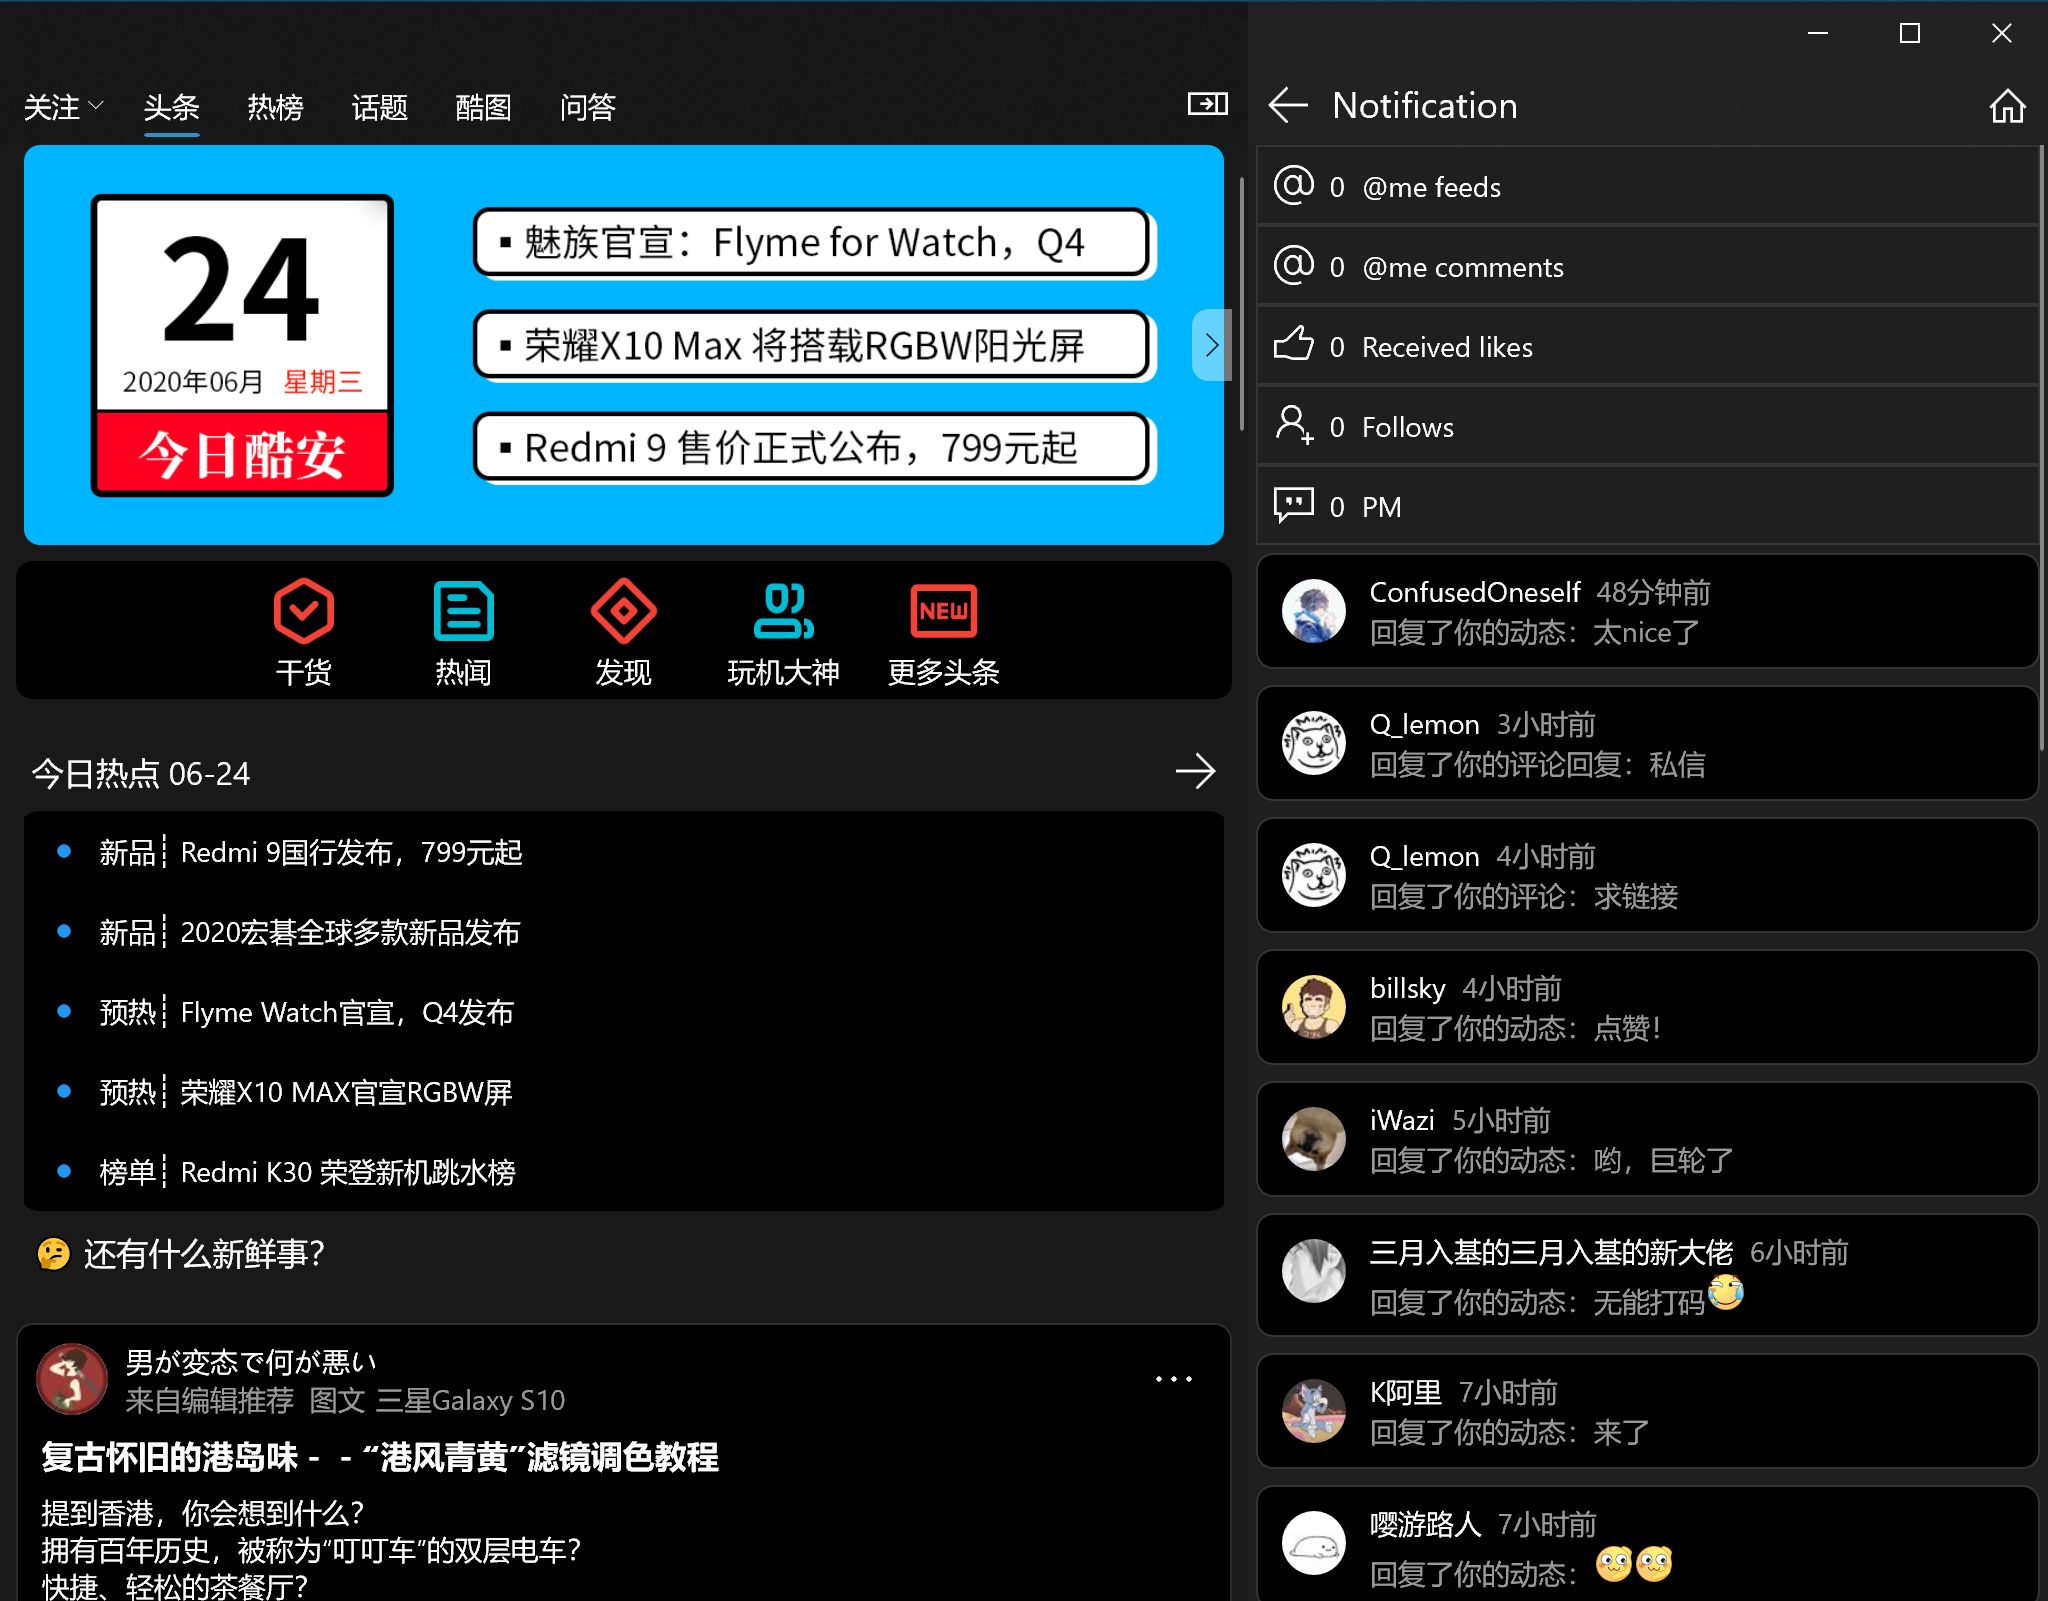 关注
头条
热榜
话题
酷图
问答
24
2020年06月 星期三
今日酷安
▪ 魅族官宣：Flyme for Watch，Q4
▪ 荣耀X10 Max 将搭载RGBW阳光屏
▪ Redmi 9 售价正式公布，799元起
干货
热闻
发现
玩机大神
NEW
更多头条
今日热点 06-24
新品┆Redmi 9国行发布，799元起
新品┆2020宏碁全球多款新品发布
预热┆Flyme Watch官宣，Q4发布
预热┆荣耀X10 MAX官宣RGBW屏
榜单┆Redmi K30 荣登新机跳水榜
🤔 还有什么新鲜事？
男が変态で何が悪い
来自编辑推荐 图文 三星Galaxy S10
复古怀旧的港岛味 - - “港风青黄”滤镜调色教程
提到香港，你会想到什么？
拥有百年历史，被称为“叮叮车”的双层电车？
快捷、轻松的茶餐厅？
Notification
0 @me feeds
0 @me comments
0 Received likes
0 Follows
0 PM
ConfusedOneself 48分钟前
回复了你的动态：太nice了
Q_lemon 3小时前
回复了你的评论回复：私信
Q_lemon 4小时前
回复了你的评论：求链接
billsky 4小时前
回复了你的动态：点赞！
iWazi 5小时前
回复了你的动态：哟，巨轮了
三月入基的三月入基的新大佬 6小时前
回复了你的动态：无能打码
K阿里 7小时前
回复了你的动态：来了
嘤游路人 7小时前
回复了你的动态：